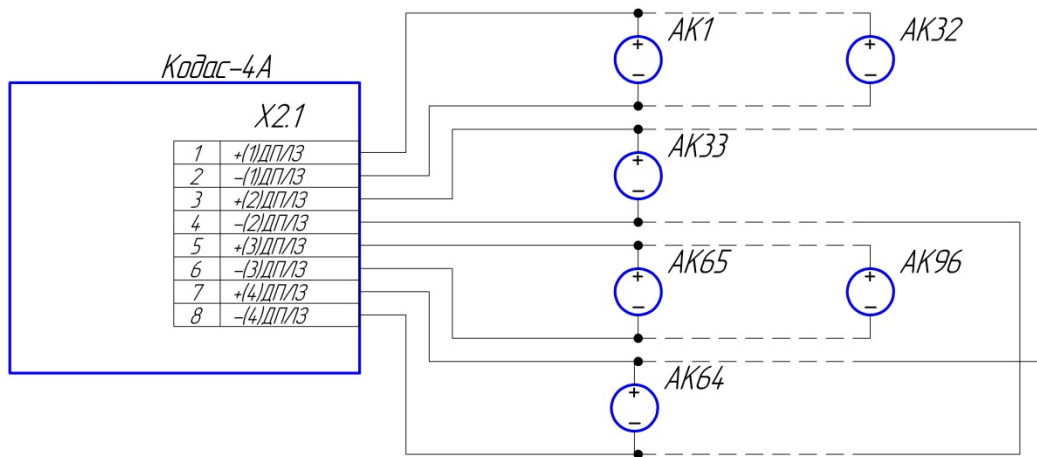 Кодас-4А
Х2.1
1 +(1)ДПЛЗ
2 -(1)ДПЛЗ
3 +(2)ДПЛЗ
4 -(2)ДПЛЗ
5 +(3)ДПЛЗ
6 -(3)ДПЛЗ
7 +(4)ДПЛЗ
8 -(4)ДПЛЗ
АК1
+
−
АК32
+
−
АК33
+
−
АК65
+
−
АК96
+
−
АК64
+
−